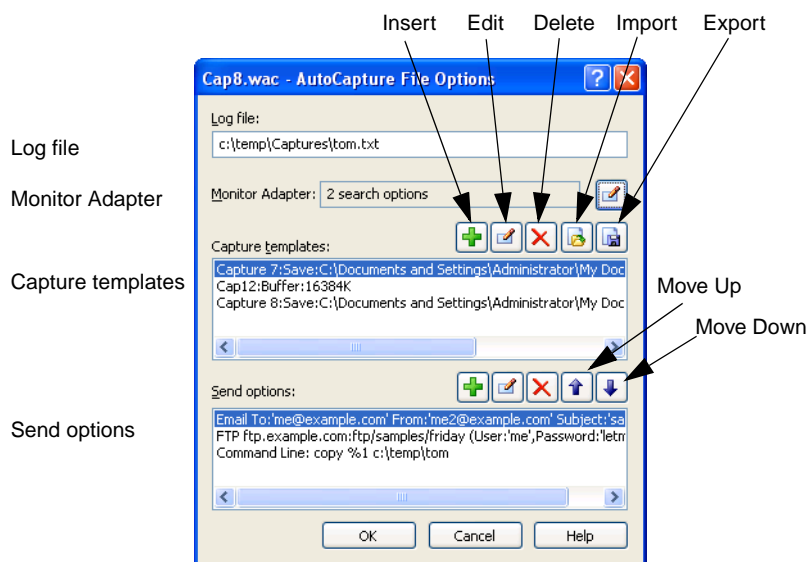 Insert Edit Delete Import Export
Cap8.wac - AutoCapture File Options
Log file:
Log file
c:\temp\Captures\tom.txt
Monitor Adapter
Monitor Adapter: 2 search options
Capture templates:
Capture templates
Capture 7:Save:C:\Documents and Settings\Administrator\My Doc
Cap12:Buffer:16384K
Capture 8:Save:C:\Documents and Settings\Administrator\My Doc
Move Up
Move Down
Send options:
Send options
Email To:'me@example.com' From:'me2@example.com' Subject:'sa
FTP ftp.example.com:ftp/samples/friday (User:'me',Password:'letm
Command Line: copy %1 c:\temp\tom
OK Cancel Help